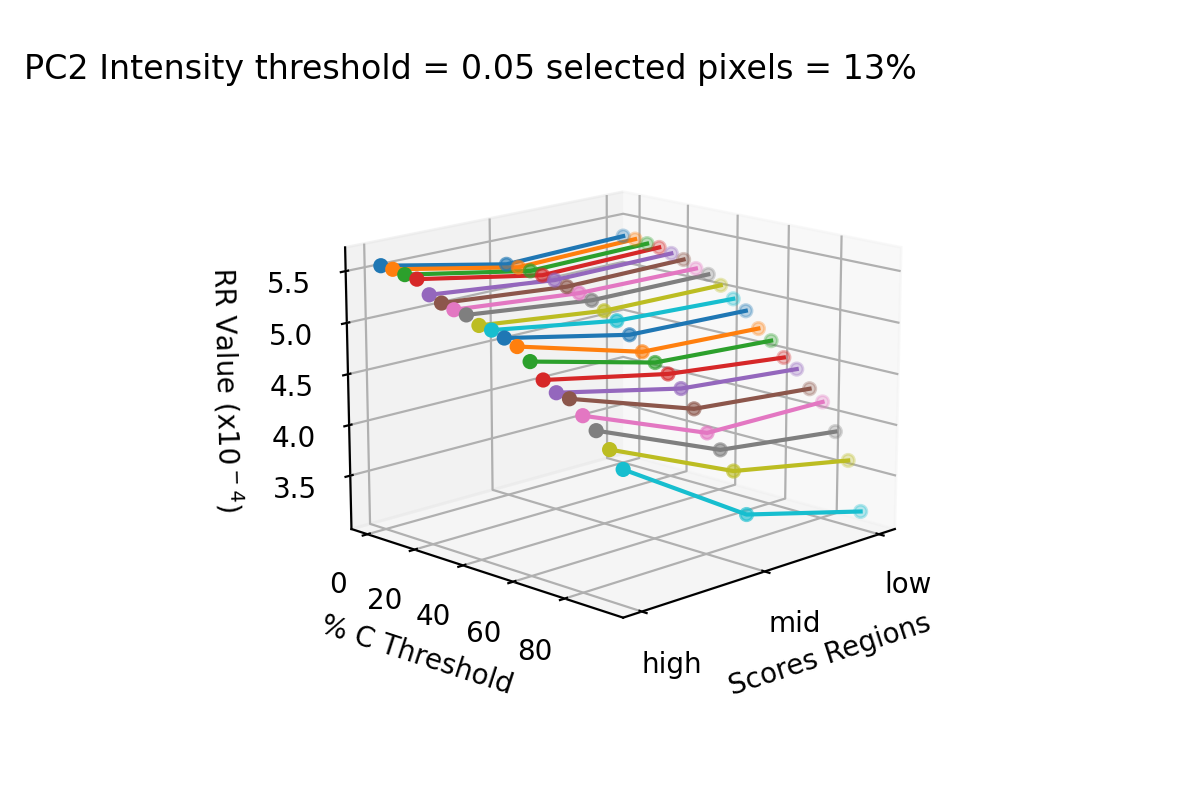 PC2 Intensity threshold = 0.05 selected pixels = 13%
RR Value (x10⁻⁴)
5.5
5.0
4.5
4.0
3.5
0
20
40
60
80
% C Threshold
high
mid
low
Scores Regions